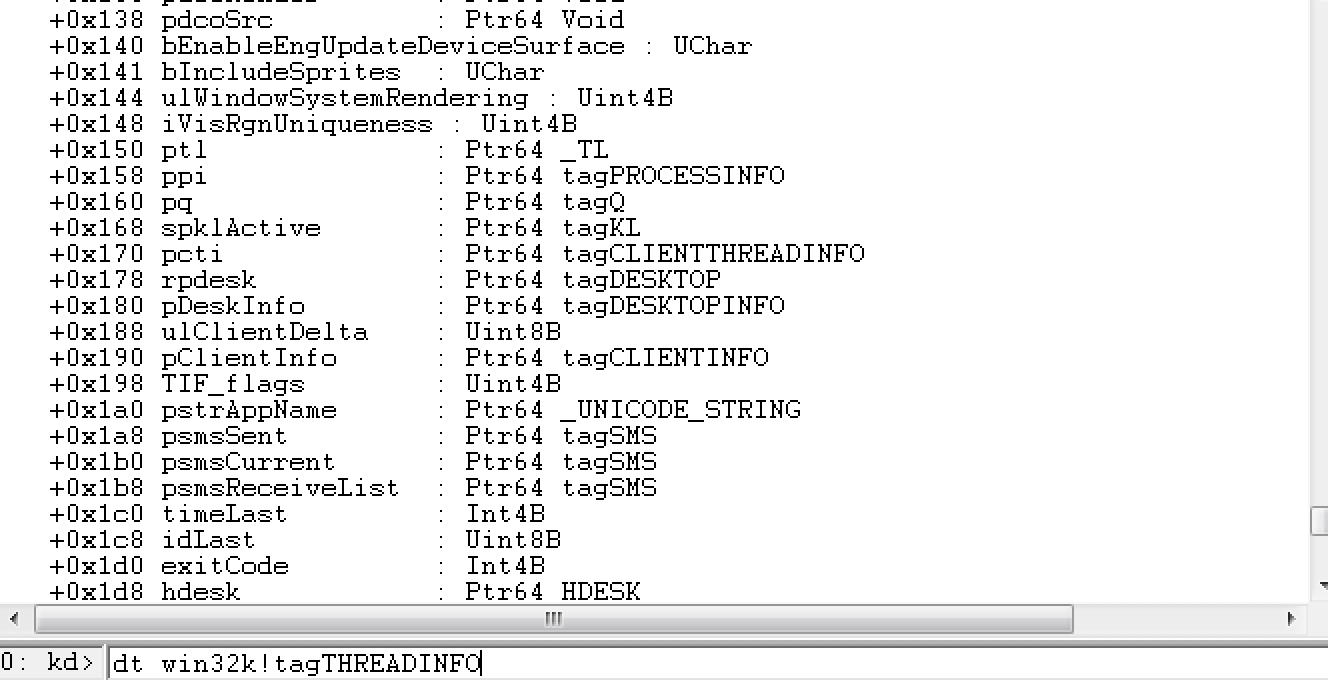 +0x138 pdcoSrc : Ptr64 Void
+0x140 bEnableEngUpdateDeviceSurface : UChar
+0x141 bIncludeSprites : UChar
+0x144 ulWindowSystemRendering : Uint4B
+0x148 iVisRgnUniqueness : Uint4B
+0x150 ptl : Ptr64 _TL
+0x158 ppi : Ptr64 tagPROCESSINFO
+0x160 pq : Ptr64 tagQ
+0x168 spklActive : Ptr64 tagKL
+0x170 pcti : Ptr64 tagCLIENTTHREADINFO
+0x178 rpdesk : Ptr64 tagDESKTOP
+0x180 pDeskInfo : Ptr64 tagDESKTOPINFO
+0x188 ulClientDelta : Uint8B
+0x190 pClientInfo : Ptr64 tagCLIENTINFO
+0x198 TIF_flags : Uint4B
+0x1a0 pstrAppName : Ptr64 _UNICODE_STRING
+0x1a8 psmsSent : Ptr64 tagSMS
+0x1b0 psmsCurrent : Ptr64 tagSMS
+0x1b8 psmsReceiveList : Ptr64 tagSMS
+0x1c0 timeLast : Int4B
+0x1c8 idLast : Uint8B
+0x1d0 exitCode : Int4B
+0x1d8 hdesk : Ptr64 HDESK
0: kd> dt win32k!tagTHREADINFO